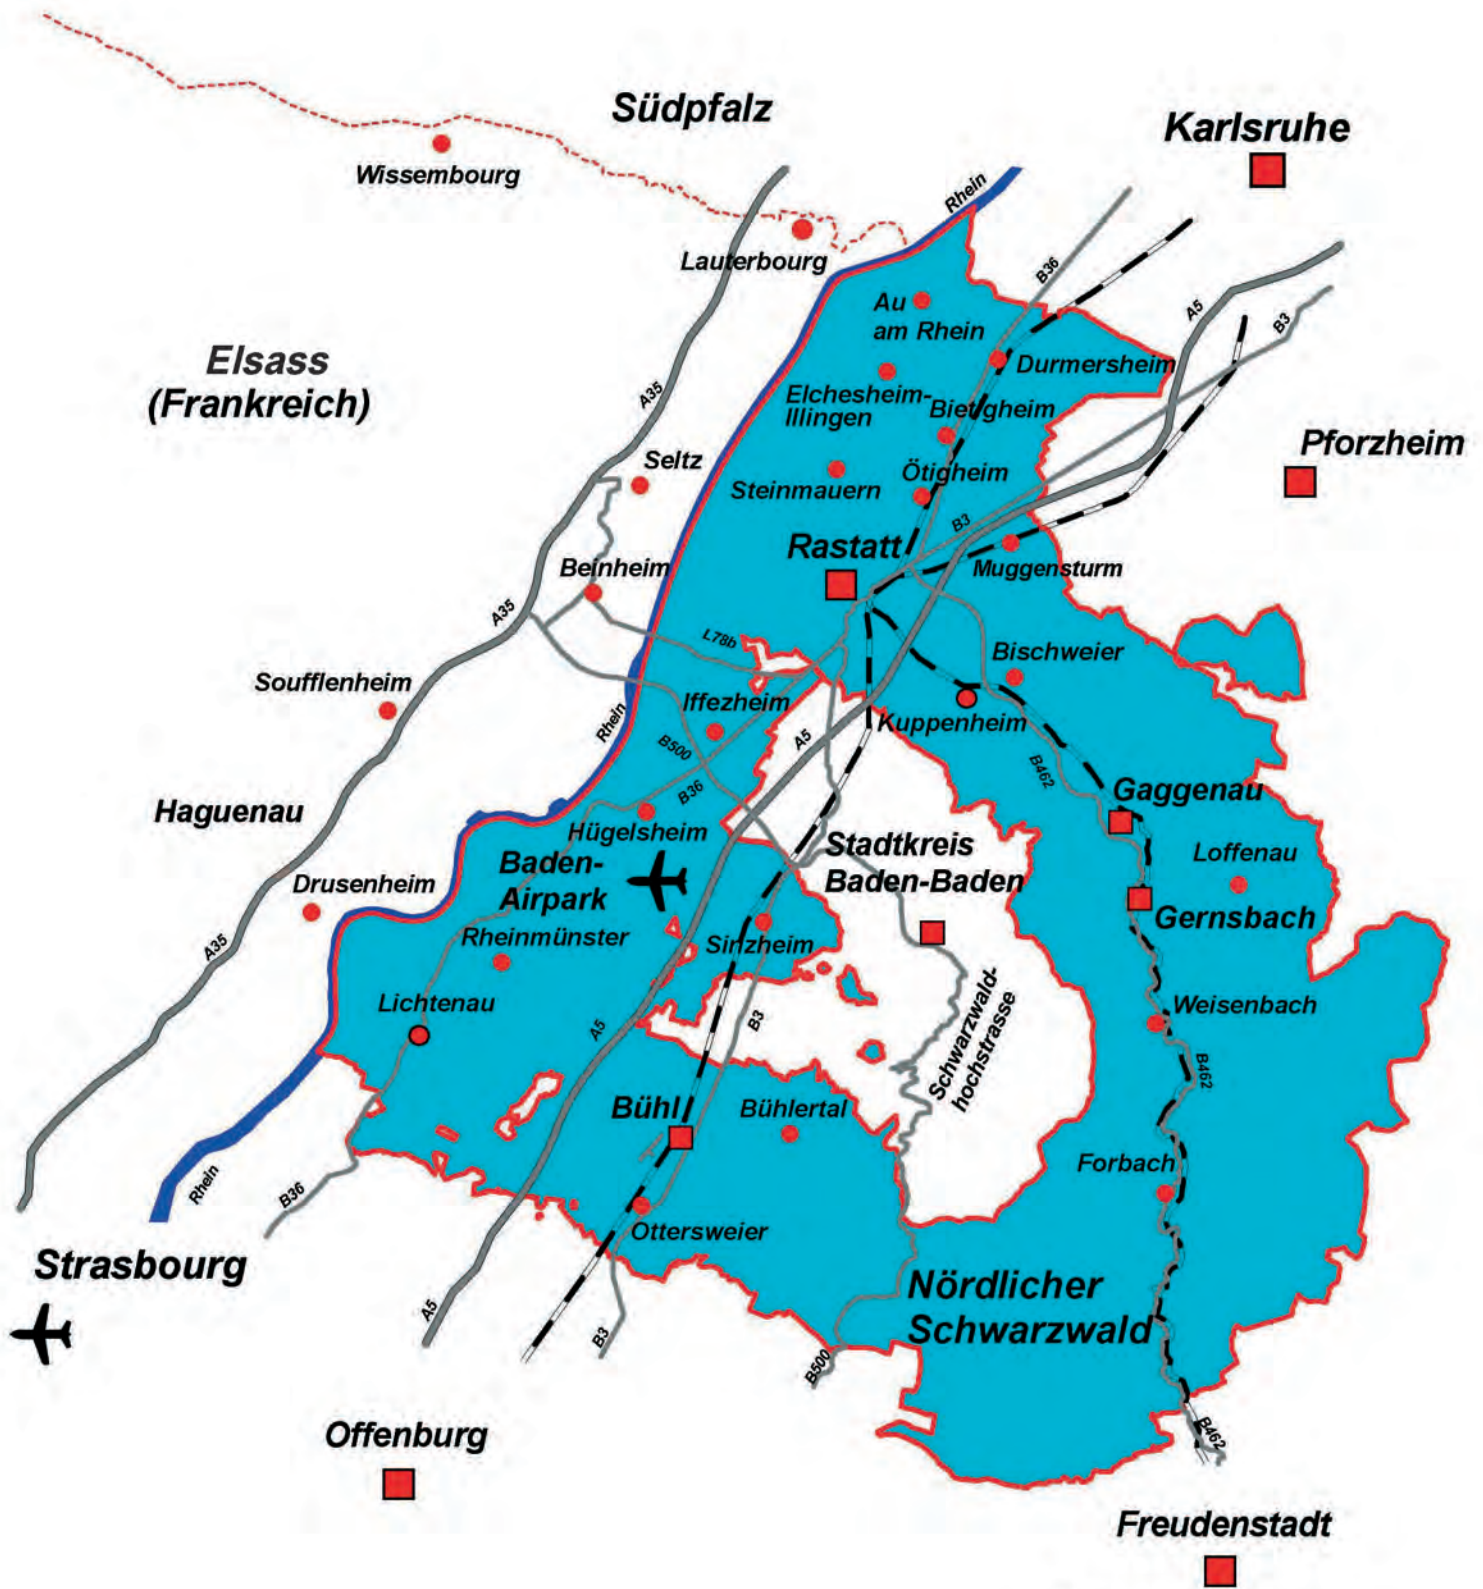 Südpfalz
Karlsruhe
Wissembourg
Rhein
Lauterbourg
B36
Au
am Rhein
A5
B3
Elsass
(Frankreich)
Durmersheim
A35
Elchesheim-
Illingen
Bietigheim
Pforzheim
Seltz
Steinmauern
Ötigheim
B3
Rastatt
Beinheim
Muggensturm
A35
L78b
Bischweier
Soufflenheim
Iffezheim
Rhein
Kuppenheim
A5
B500
B462
B36
Gaggenau
Haguenau
Hügelsheim
Stadtkreis
Baden-Baden
Loffenau
Baden-
Airpark
Drusenheim
Gernsbach
A35
Rheinmünster
Sinzheim
Lichtenau
Schwarzwald-
hochstrasse
Weisenbach
A5
B3
B462
Bühl
Bühlertal
Forbach
Rhein
B36
Ottersweier
Strasbourg
Nördlicher
Schwarzwald
A5
B3
B500
Offenburg
B462
Freudenstadt